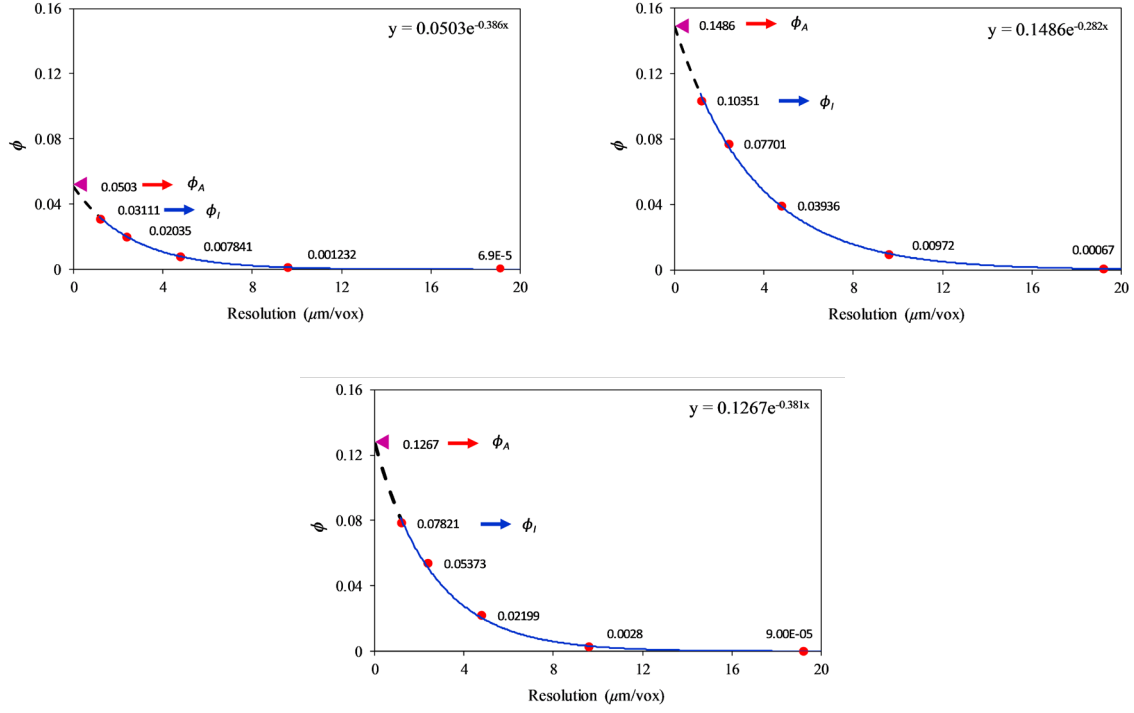 y = 0.0503e^-0.386x
0.16
0.12
0.08
0.04
0
ϕ
0.0503 ϕA
0.03111 ϕI
0.02035
0.007841
0.001232
6.9E-5
0 4 8 12 16 20
Resolution (μm/vox)
y = 0.1486e^-0.282x
0.16
0.12
0.08
0.04
0
ϕ
0.1486 ϕA
0.10351 ϕI
0.07701
0.03936
0.00972
0.00067
0 4 8 12 16 20
Resolution (μm/vox)
y = 0.1267e^-0.381x
0.16
0.12
0.08
0.04
0
ϕ
0.1267 ϕA
0.07821 ϕI
0.05373
0.02199
0.0028
9.00E-05
0 4 8 12 16 20
Resolution (μm/vox)